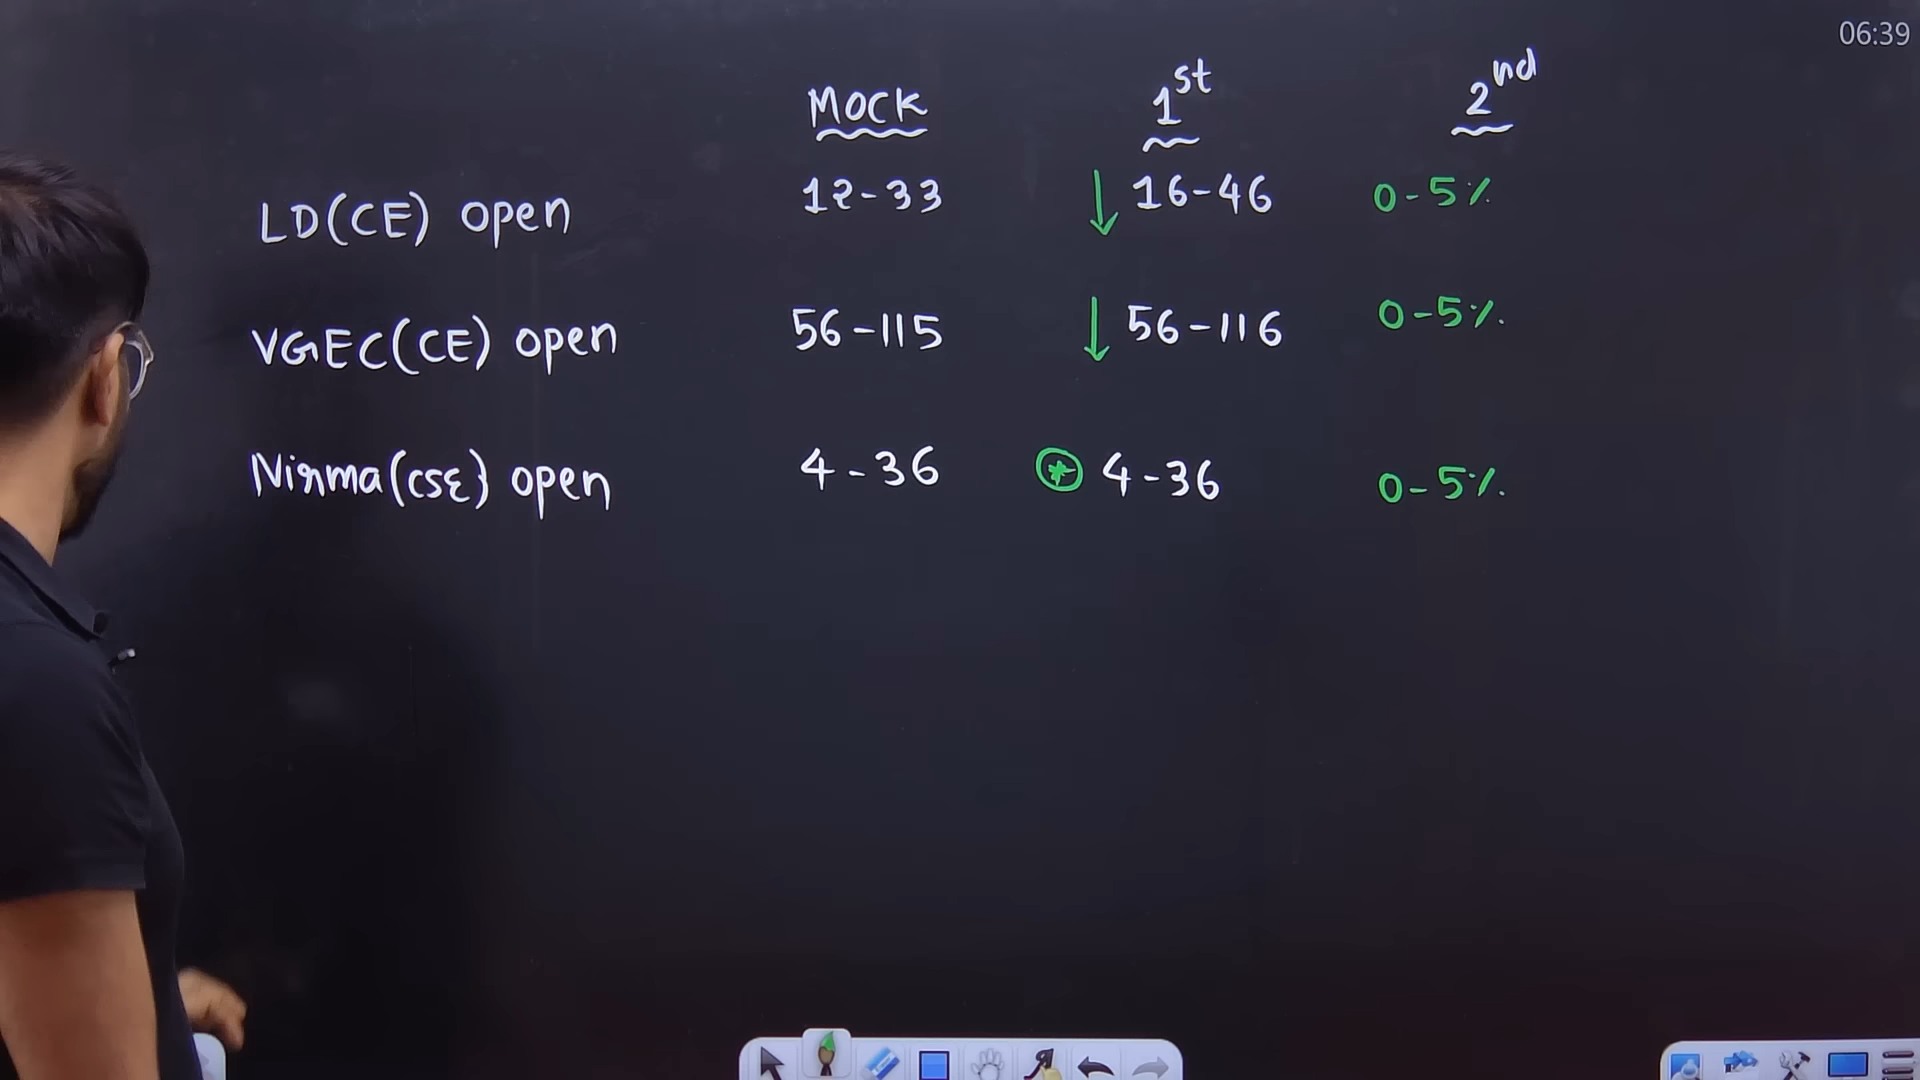 06:39
MOCK 1st 2nd
LD(CE) open 12-33 ↓ 16-46 0-5%
VGEC(CE) open 56-115 ↓ 56-116 0-5%.
Nirma(CSE) open 4-36 * 4-36 0-5%.